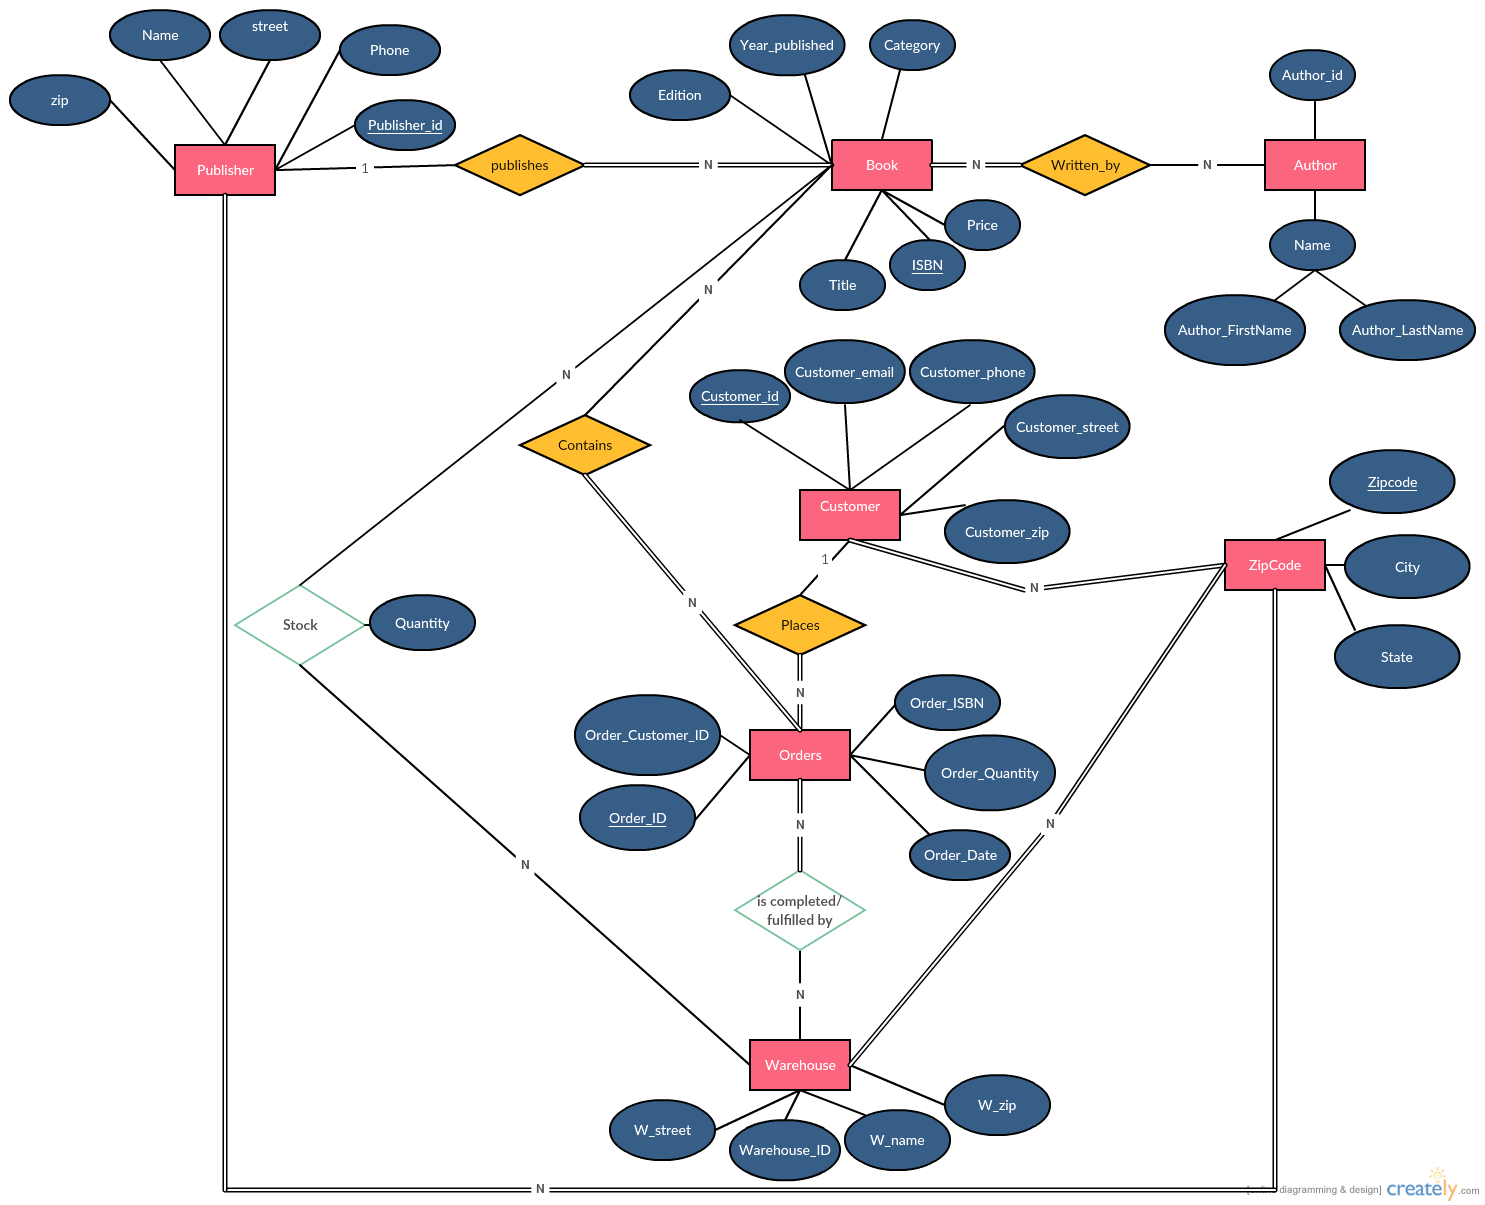 Name
street
Phone
zip
Publisher_id
Publisher
1
publishes
N
Edition
Year_published
Category
Book
N
Written_by
N
Author
Author_id
Price
ISBN
Title
Name
Author_FirstName
Author_LastName
N
N
Contains
Customer_id
Customer_email
Customer_phone
Customer_street
Customer
Customer_zip
Zipcode
ZipCode
City
State
1
N
N
Stock
Quantity
Places
N
Order_Customer_ID
Order_ISBN
Orders
Order_Quantity
Order_ID
N
N
Order_Date
N
is completed/
fulfilled by
N
Warehouse
W_street
Warehouse_ID
W_name
W_zip
N
diagramming & design]
creately.com